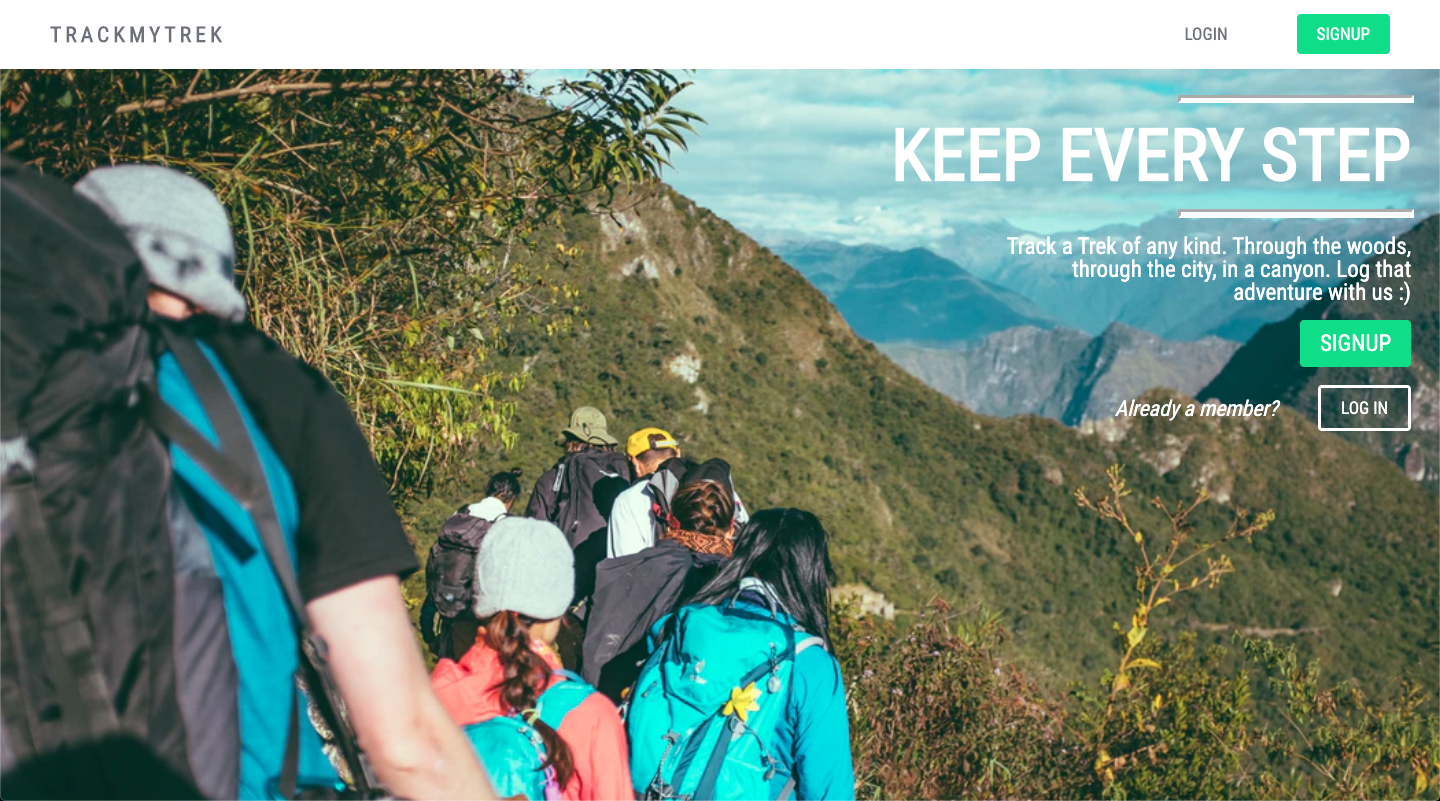 TRACKMYTREK
LOGIN
SIGNUP
KEEP EVERY STEP
Track a Trek of any kind. Through the woods,
through the city, in a canyon. Log that
adventure with us :)
SIGNUP
Already a member?
LOG IN